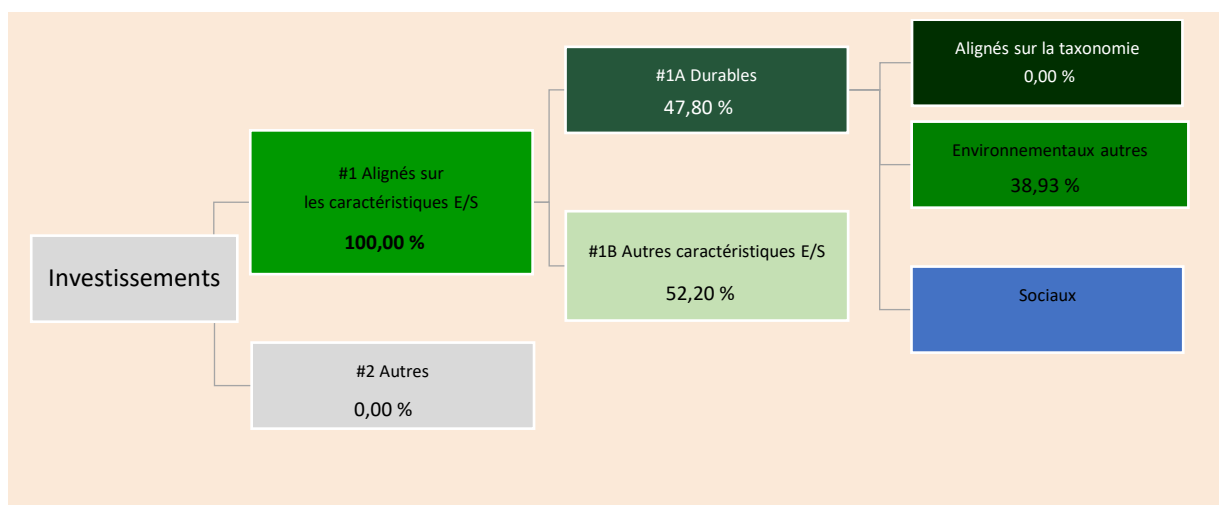 Investissements
#1 Alignés sur
les caractéristiques E/S
100,00 %
#2 Autres
0,00 %
#1A Durables
47,80 %
#1B Autres caractéristiques E/S
52,20 %
Alignés sur la taxonomie
0,00 %
Environnementaux autres
38,93 %
Sociaux